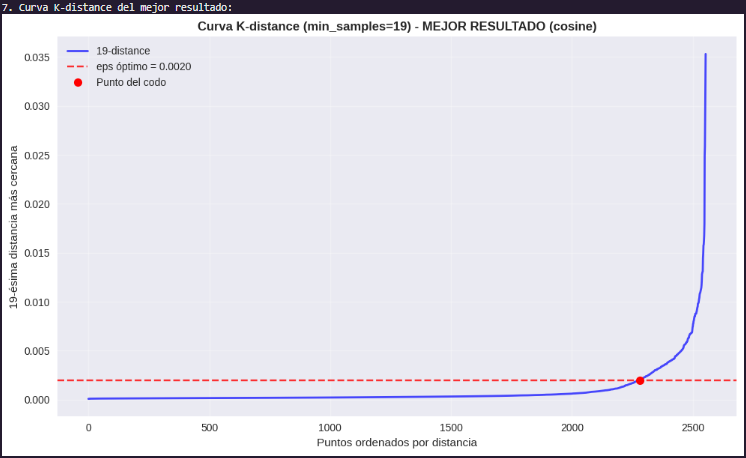 7. Curva K-distance del mejor resultado:
Curva K-distance (min_samples=19) - MEJOR RESULTADO (cosine)
19-distance
eps óptimo = 0.0020
Punto del codo
19-ésima distancia más cercana
0.035
0.030
0.025
0.020
0.015
0.010
0.005
0.000
0
500
1000
1500
2000
2500
Puntos ordenados por distancia